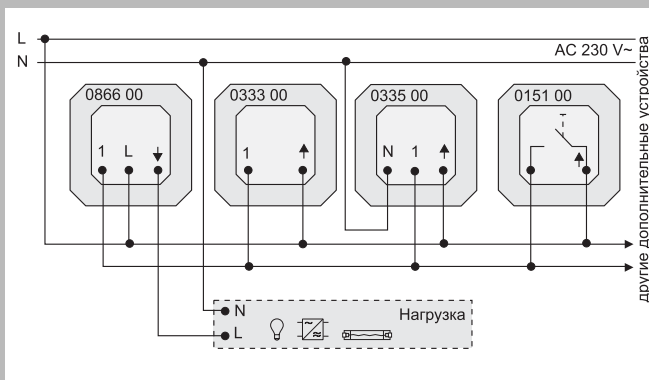 L
N
AC 230 V~
0866 00
0333 00
0335 00
0151 00
1 L
1
N 1
другие дополнительные устройства
N
L
Нагрузка